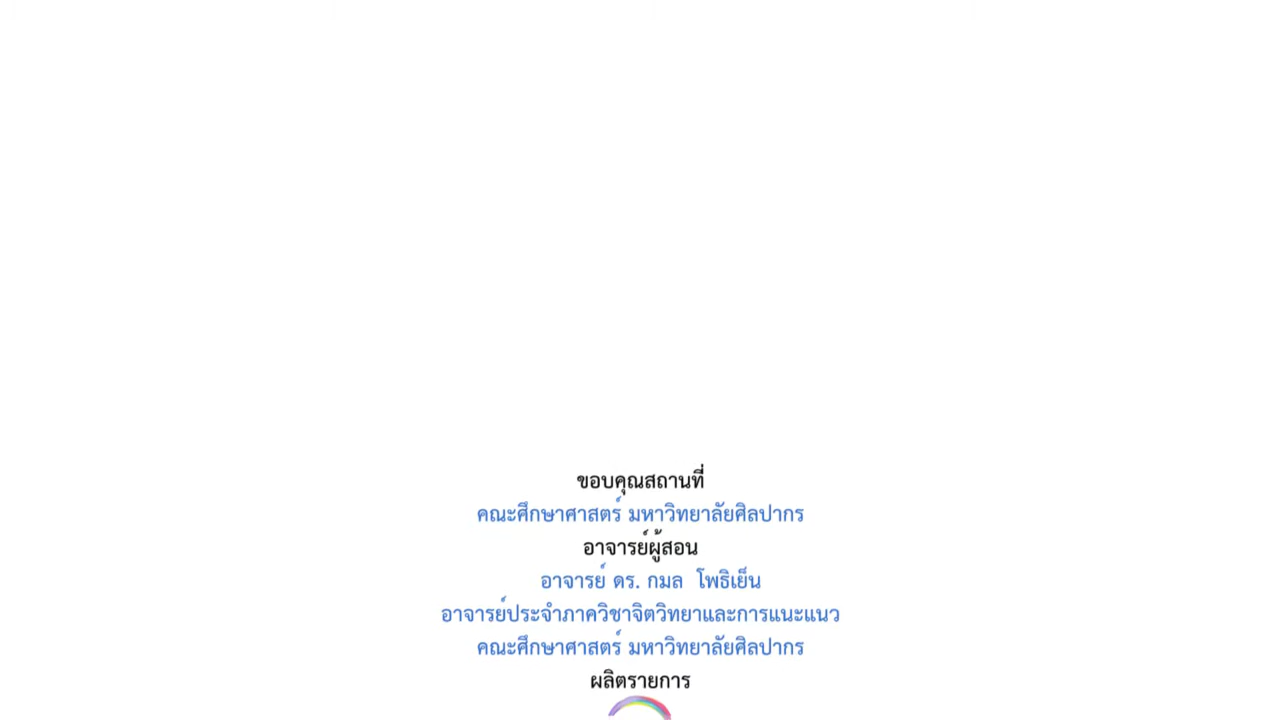 ขอบคุณสถานที่
คณะศึกษาศาสตร์ มหาวิทยาลัยศิลปากร
อาจารย์ผู้สอน
อาจารย์ ดร. กมล โพธิเย็น
อาจารย์ประจำภาควิชาจิตวิทยาและการแนะแนว
คณะศึกษาศาสตร์ มหาวิทยาลัยศิลปากร
ผลิตรายการ